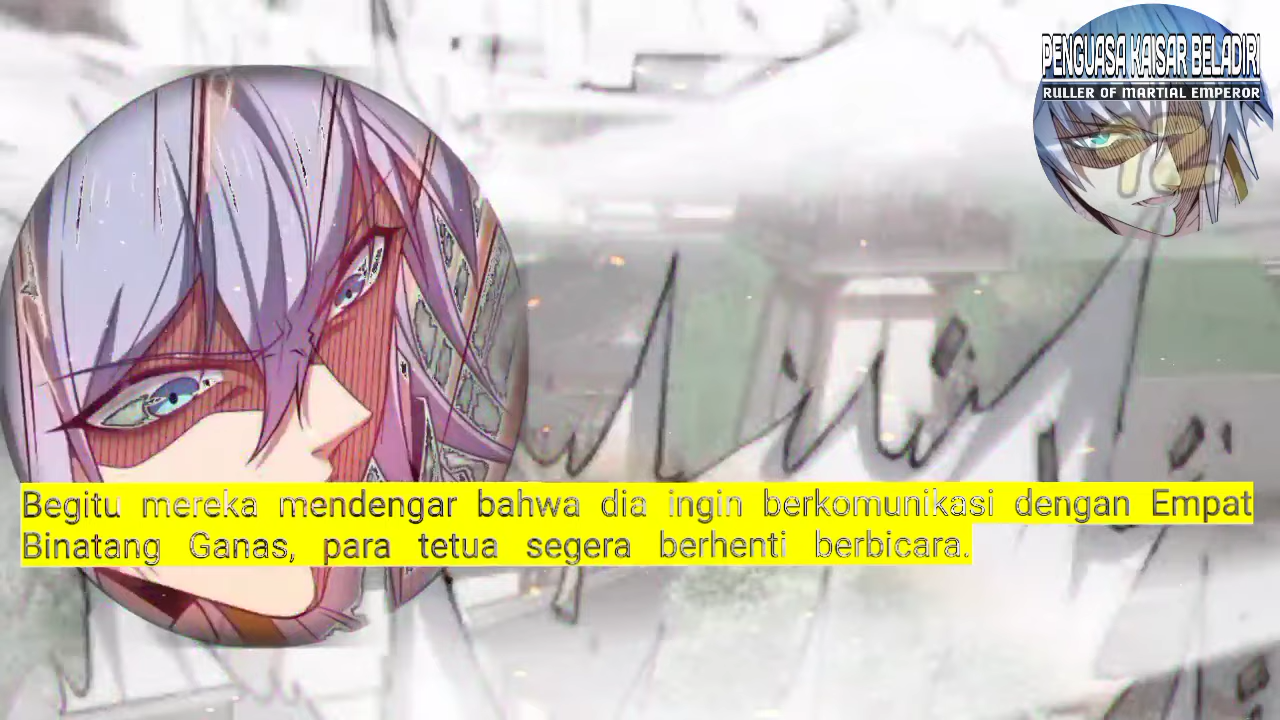 PENGUASA KAISAR BELADIRI
RULLER OF MARTIAL EMPEROR
Begitu mereka mendengar bahwa dia ingin berkomunikasi dengan Empat
Binatang Ganas, para tetua segera berhenti berbicara.